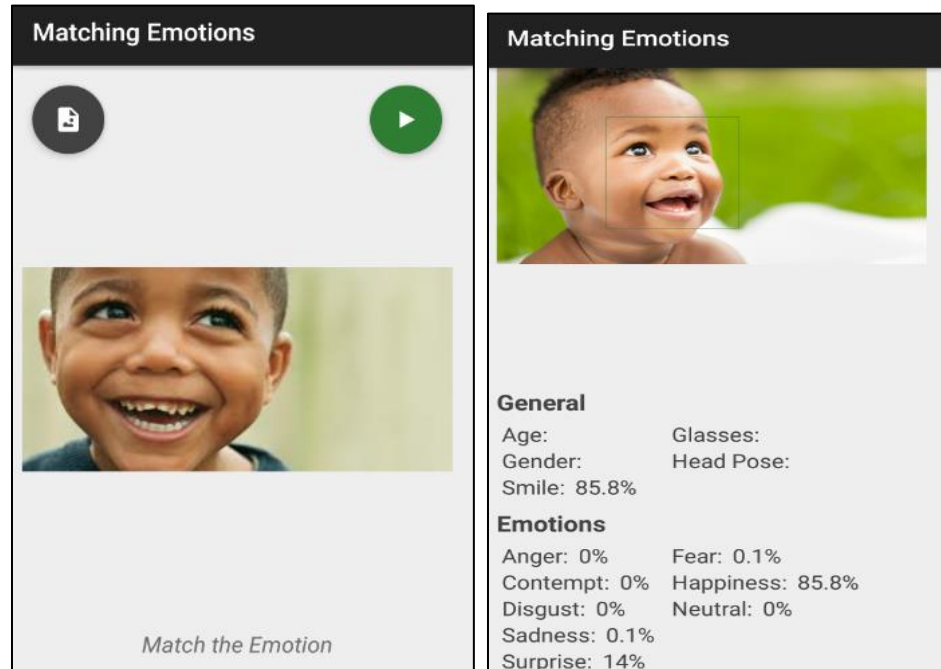 Matching Emotions
Match the Emotion
Matching Emotions
General
Age: Glasses:
Gender: Head Pose:
Smile: 85.8%
Emotions
Anger: 0% Fear: 0.1%
Contempt: 0% Happiness: 85.8%
Disgust: 0% Neutral: 0%
Sadness: 0.1%
Surprise: 14%